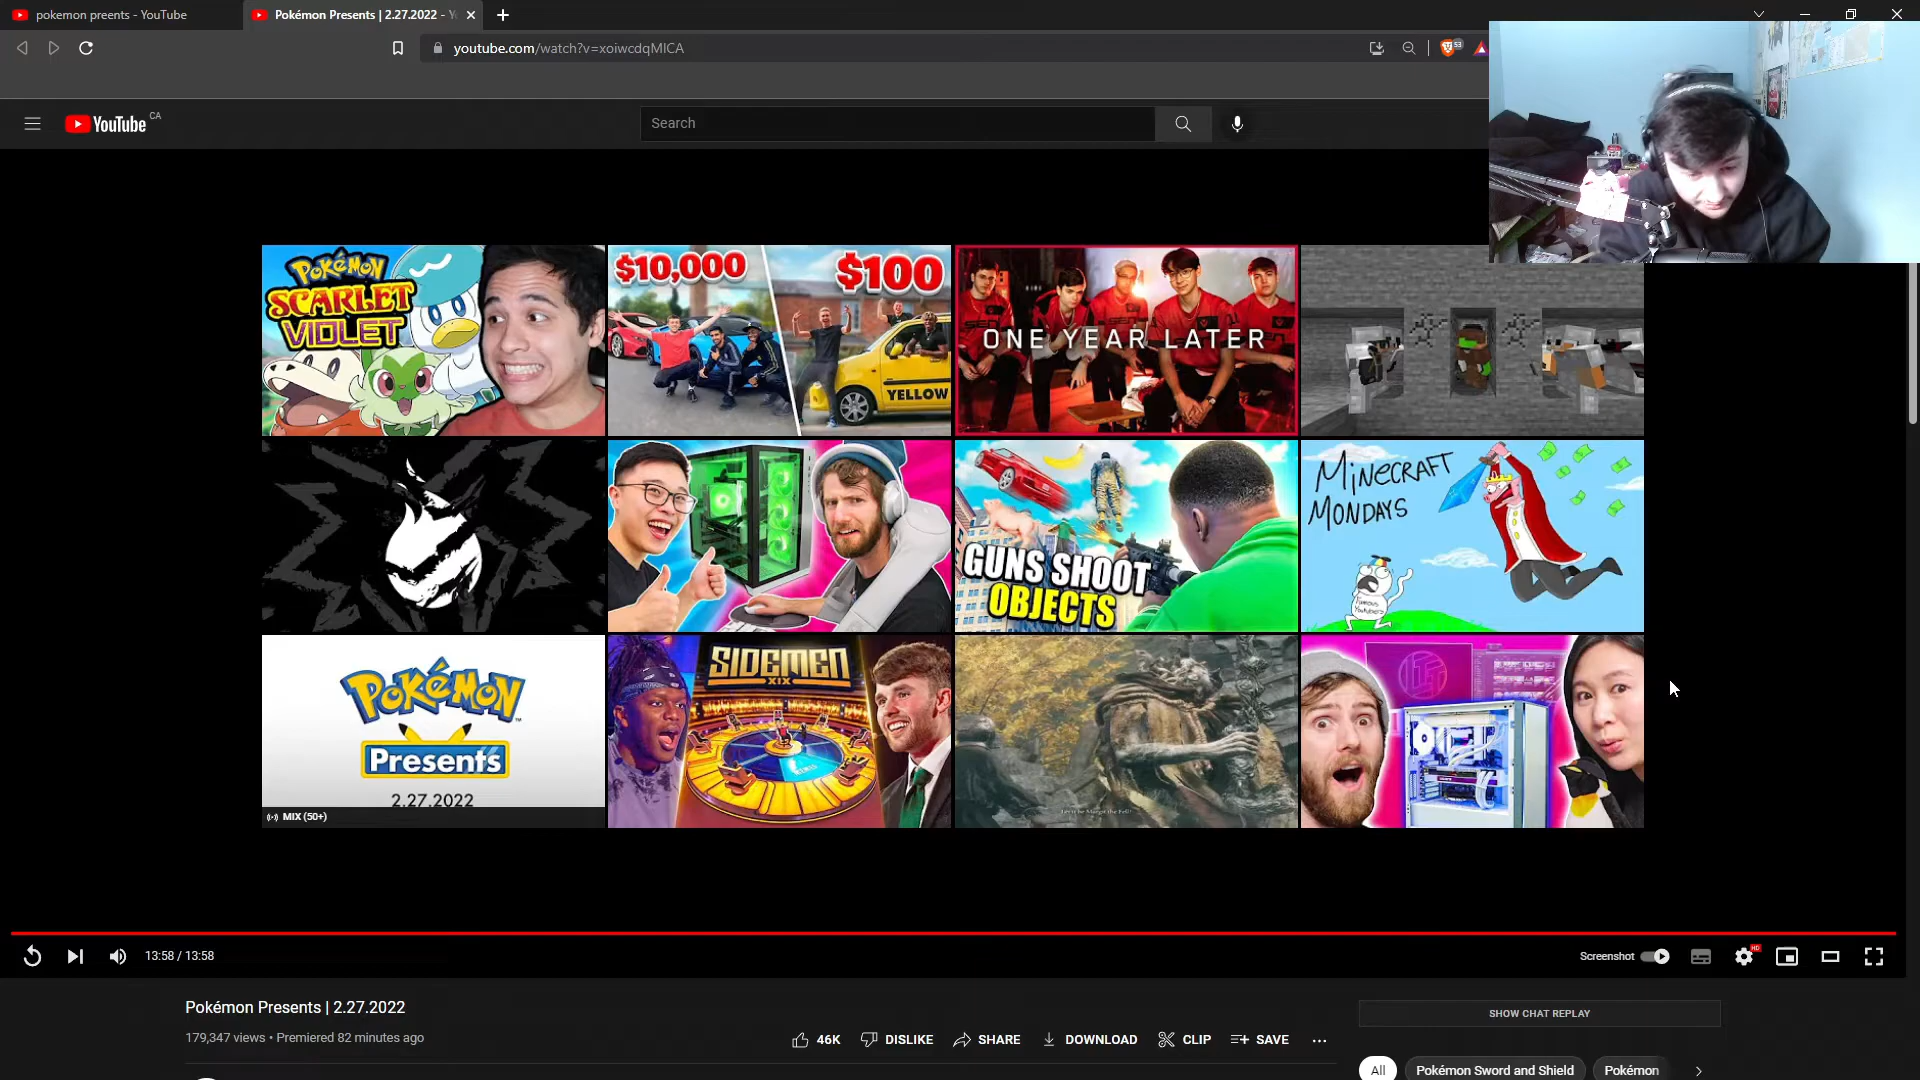 pokemon preents - YouTube
Pokémon Presents | 2.27.2022 - Y
youtube.com/watch?v=xoiwcdqMICA
53
YouTube CA
Search
POKÉMON
SCARLET
VIOLET
$10,000
$100
YELLOW
ONE YEAR LATER
MINECRAFT
MONDAYS
GUNS SHOOT
OBJECTS
POKéMON
Presents
2.27.2022
MIX (50+)
SIDEMEN
XIX
13:58 / 13:58
Screenshot
HD
Pokémon Presents | 2.27.2022
179,347 views • Premiered 82 minutes ago
46K
DISLIKE
SHARE
DOWNLOAD
CLIP
SAVE
SHOW CHAT REPLAY
All
Pokémon Sword and Shield
Pokémon